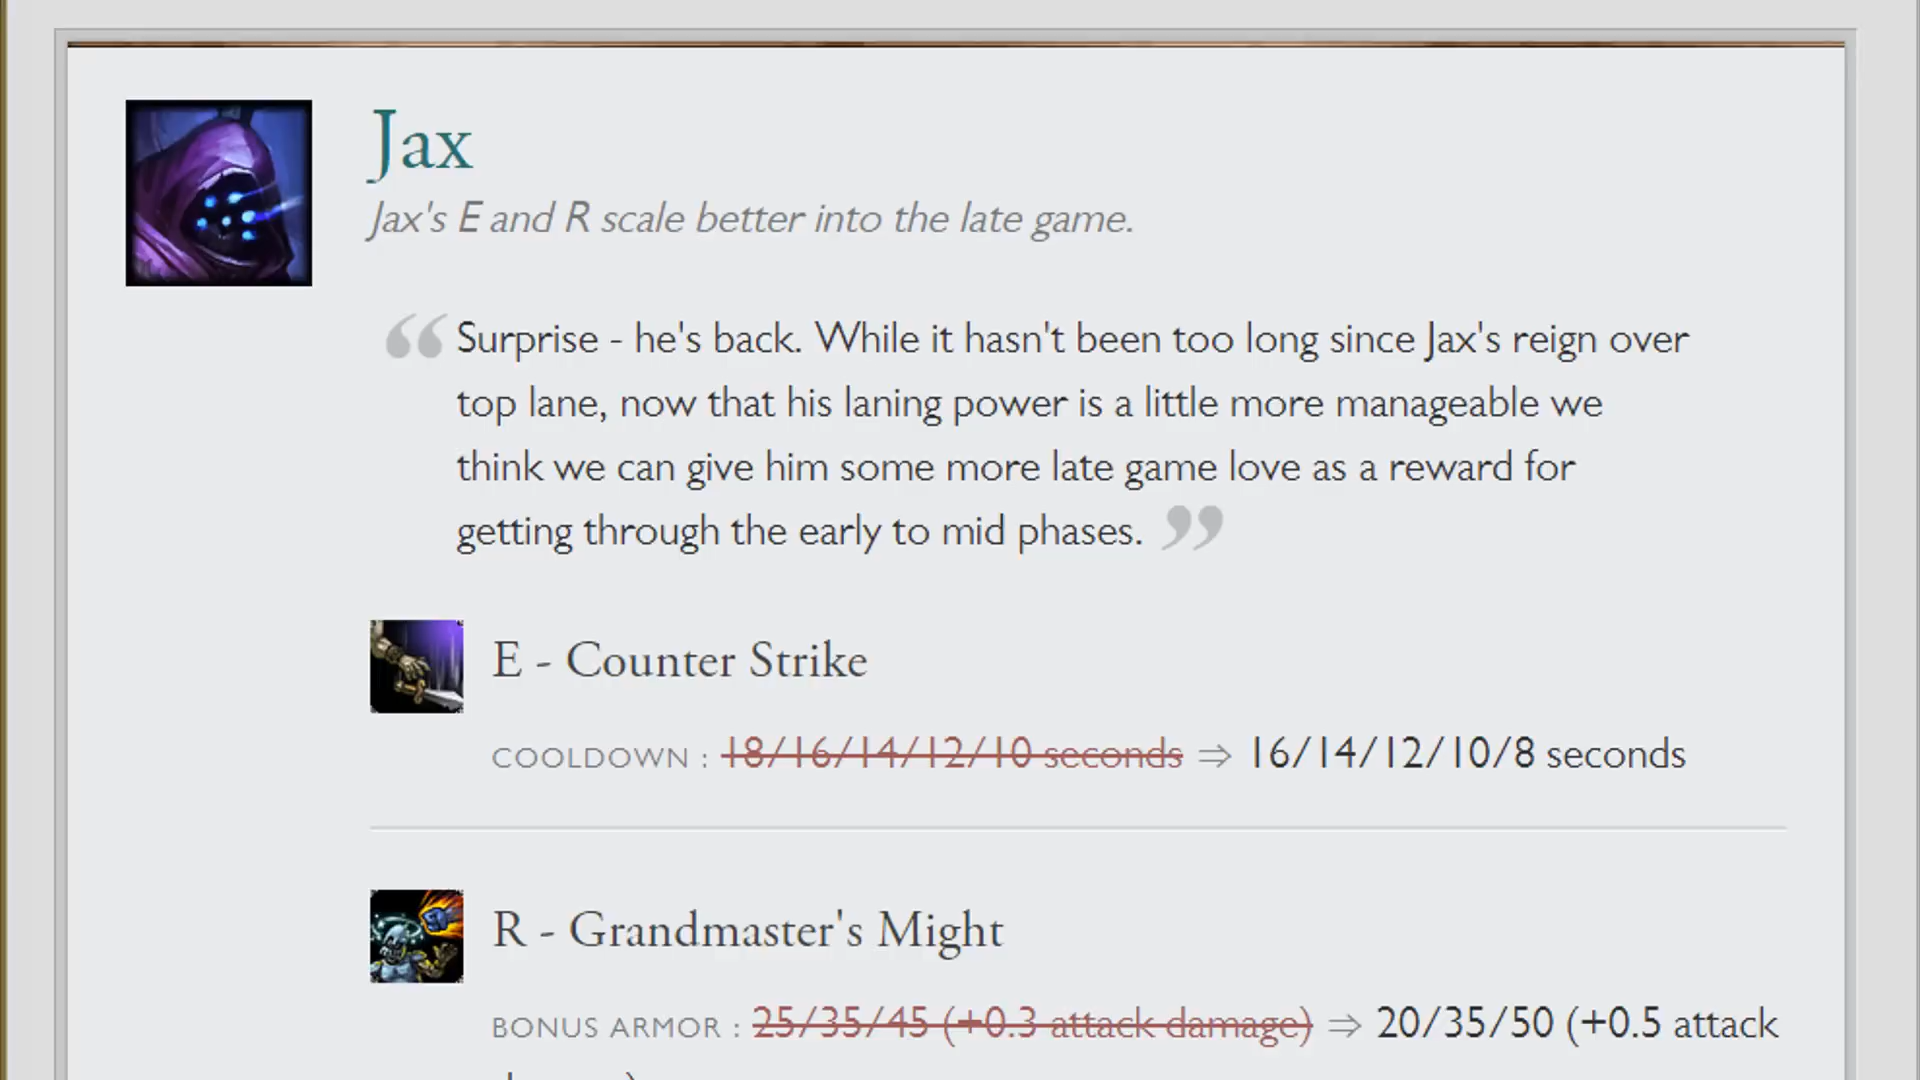 Jax
Jax's E and R scale better into the late game.
“ Surprise - he's back. While it hasn't been too long since Jax's reign over
top lane, now that his laning power is a little more manageable we
think we can give him some more late game love as a reward for
getting through the early to mid phases. ”
E - Counter Strike
COOLDOWN : 18/16/14/12/10 seconds ⇒ 16/14/12/10/8 seconds
R - Grandmaster's Might
BONUS ARMOR : 25/35/45 (+0.3 attack damage) ⇒ 20/35/50 (+0.5 attack